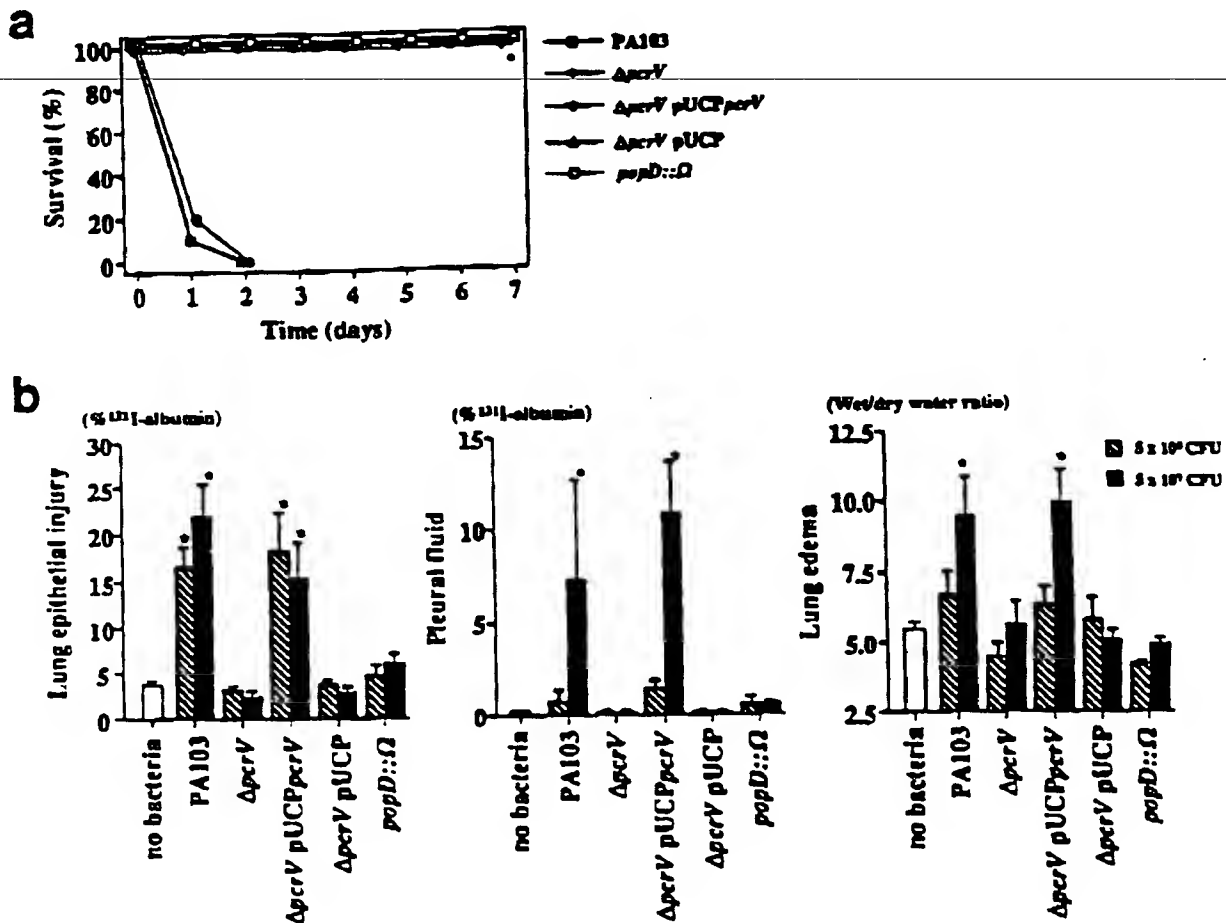 a
Survival (%)
100
80
60
40
20
0
0 1 2 3 4 5 6 7
Time (days)
PA103
ΔpcrV
ΔpcrV pUCPpcrV
ΔpcrV pUCP
popD::Ω
b
Lung epithelial injury
30
25
20
15
10
5
0
no bacteria
PA103
ΔpcrV
ΔpcrV pUCPpcrV
ΔpcrV pUCP
popD::Ω
(% ¹³¹I-albumin)
Pleural fluid
15
10
5
0
no bacteria
PA103
ΔpcrV
ΔpcrV pUCPpcrV
ΔpcrV pUCP
popD::Ω
(Wet/dry water ratio)
Lung edema
12.5
10.0
7.5
5.0
2.5
no bacteria
PA103
ΔpcrV
ΔpcrV pUCPpcrV
ΔpcrV pUCP
popD::Ω
CFU
CFU